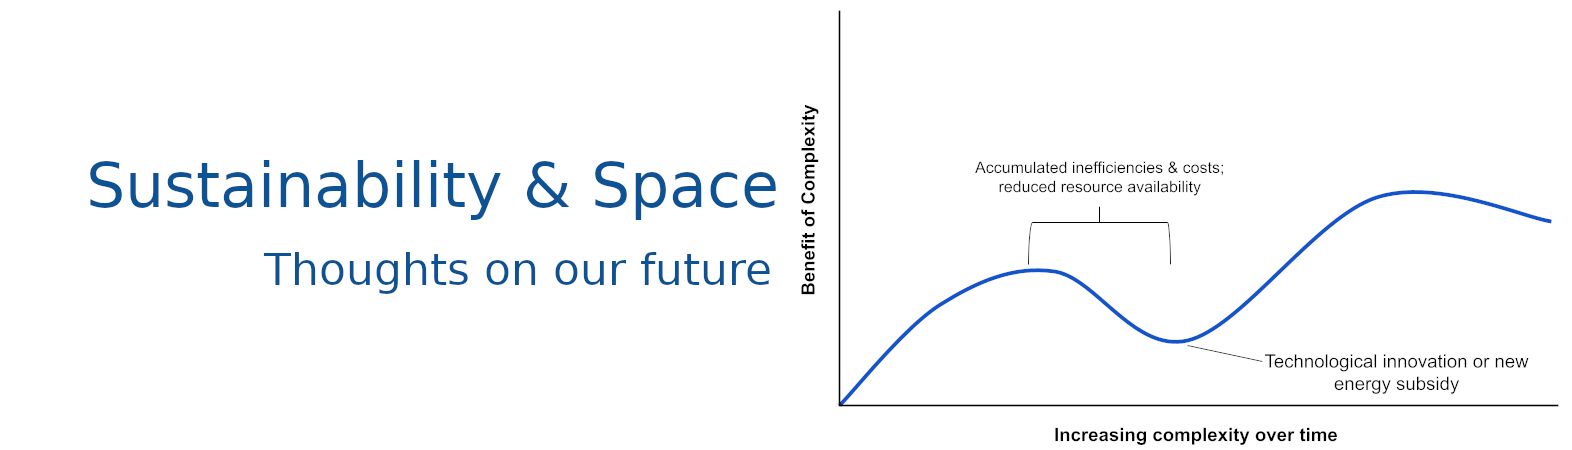 Sustainability & Space
Thoughts on our future
Benefit of Complexity
Accumulated inefficiencies & costs;
reduced resource availability
Technological innovation or new
energy subsidy
Increasing complexity over time